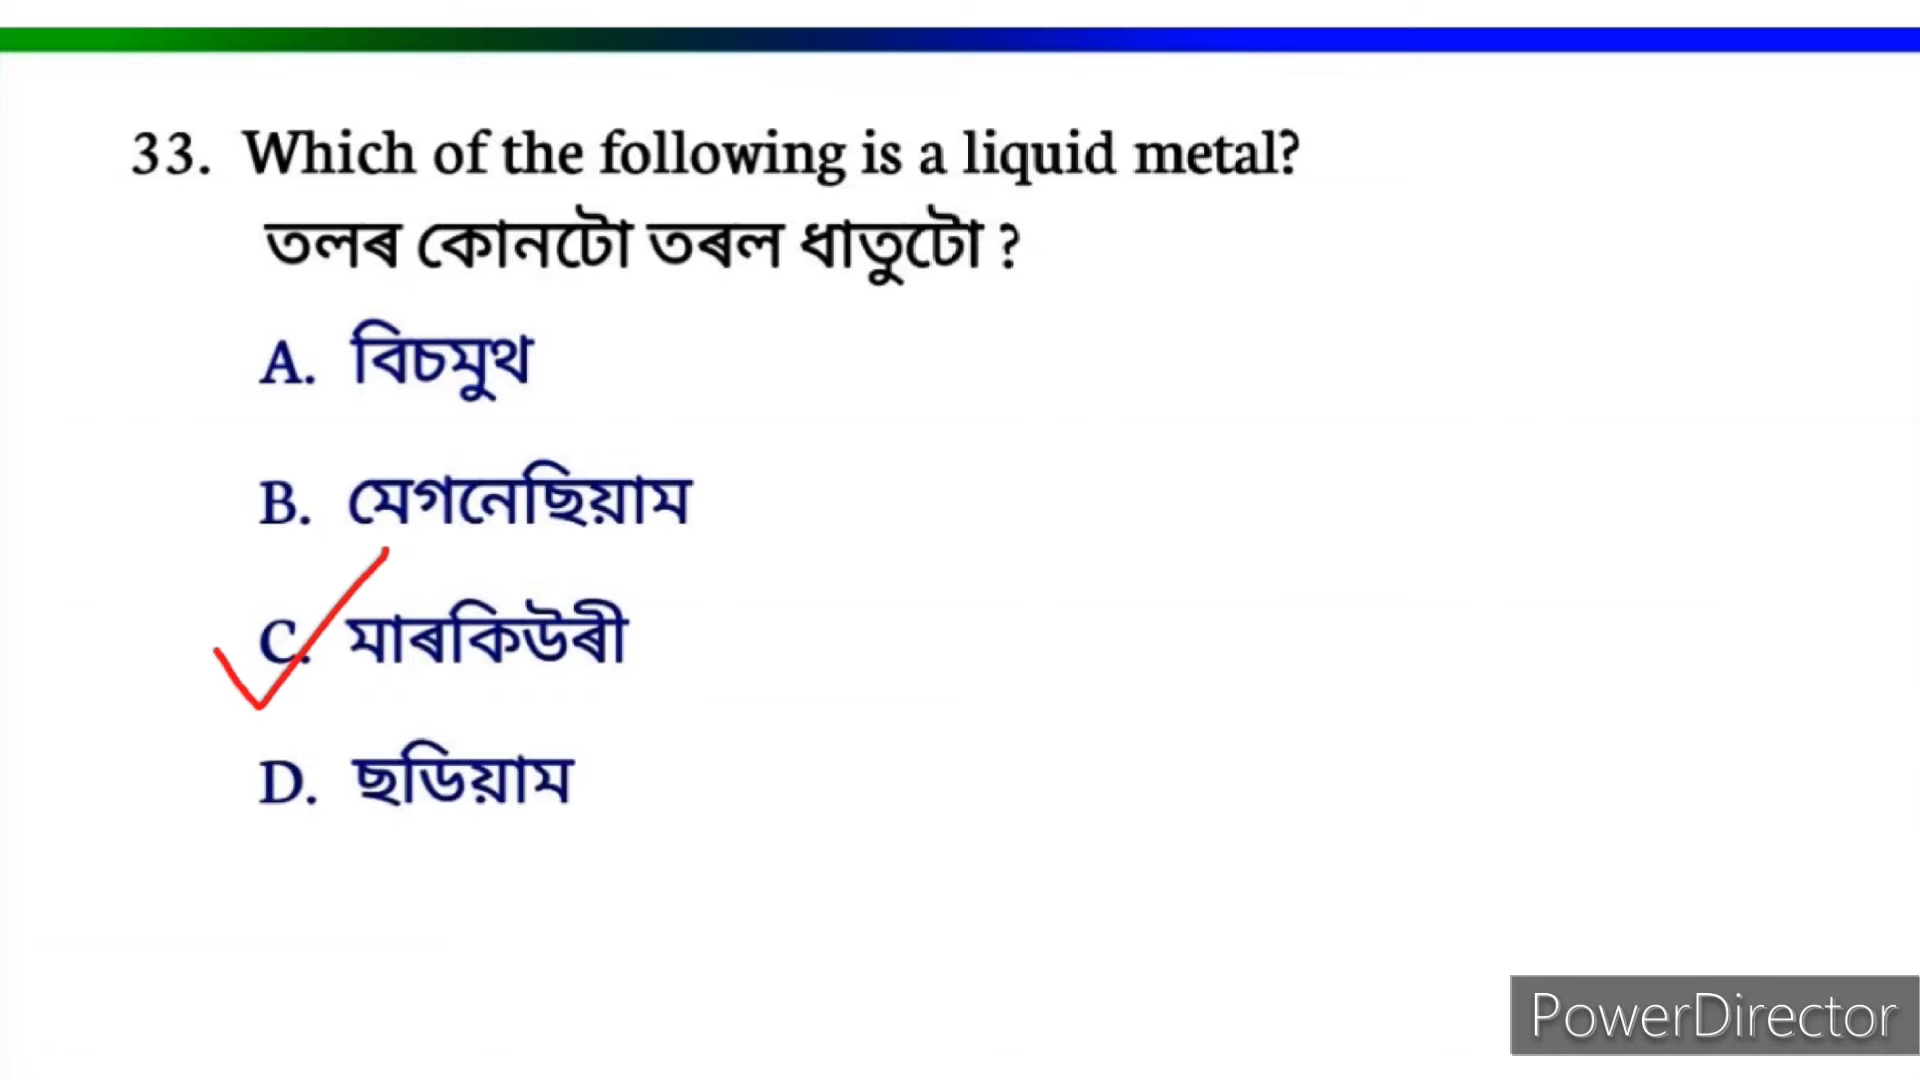 33. Which of the following is a liquid metal?
তলৰ কোনটো তৰল ধাতুটো ?
A. বিচমুথ
B. মেগনেছিয়াম
C. মাৰকিউৰী
D. ছডিয়াম
PowerDirector